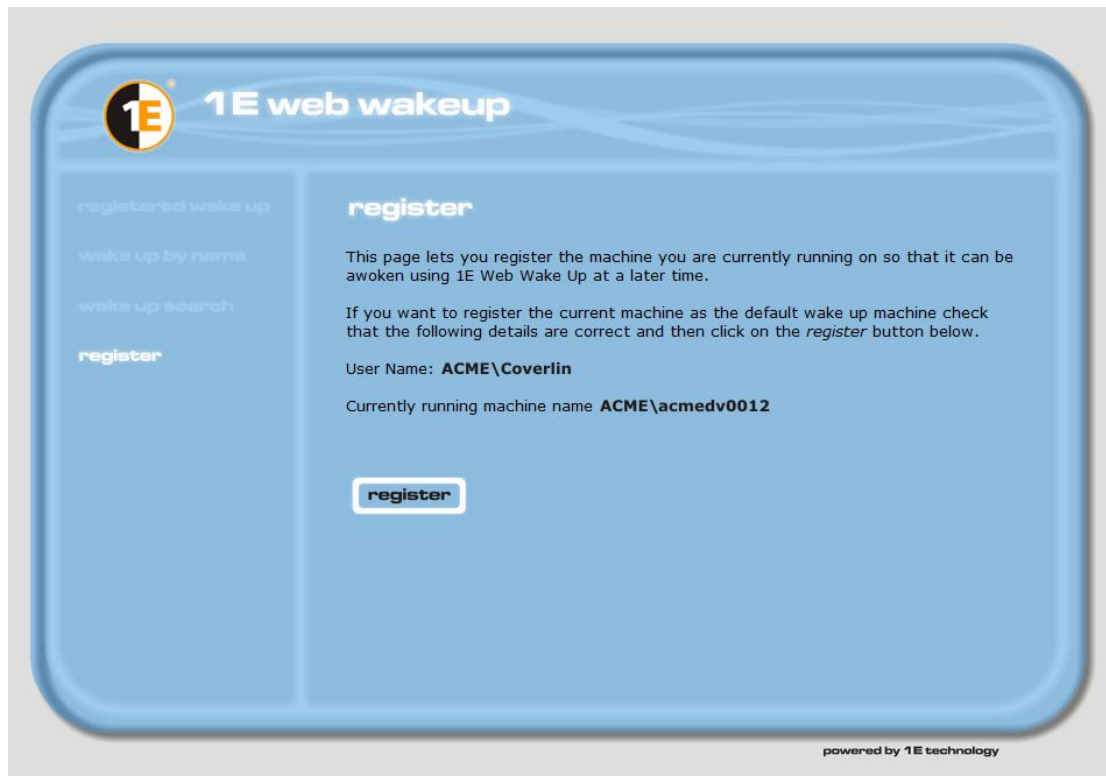 1E
1E web wakeup
registered wake up
wake up by name
wake up search
register
register
This page lets you register the machine you are currently running on so that it can be
awoken using 1E Web Wake Up at a later time.
If you want to register the current machine as the default wake up machine check
that the following details are correct and then click on the register button below.
User Name: ACME\Coverlin
Currently running machine name ACME\acmedv0012
register
powered by 1E technology